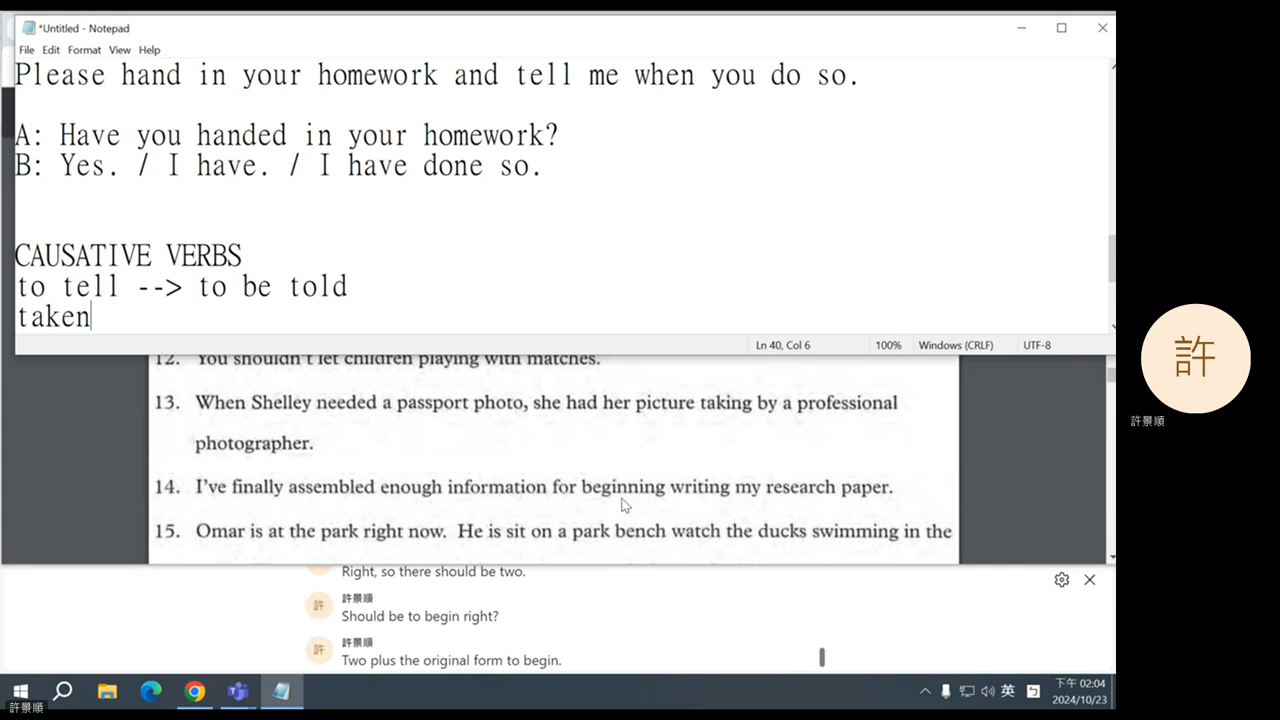 *Untitled - Notepad
File Edit Format View Help
Please hand in your homework and tell me when you do so.
A: Have you handed in your homework?
B: Yes. / I have. / I have done so.
CAUSATIVE VERBS
to tell --> to be told
taken
Ln 40, Col 6 100% Windows (CRLF) UTF-8
12. You shouldn't let children playing with matches.
13. When Shelley needed a passport photo, she had her picture taking by a professional
photographer.
14. I've finally assembled enough information for beginning writing my research paper.
15. Omar is at the park right now. He is sit on a park bench watch the ducks swimming in the
Right, so there should be two.
許 許景順
Should be to begin right?
許 許景順
Two plus the original form to begin.
英 ㄅ 下午 02:04
2024/10/23
許景順
許
許景順